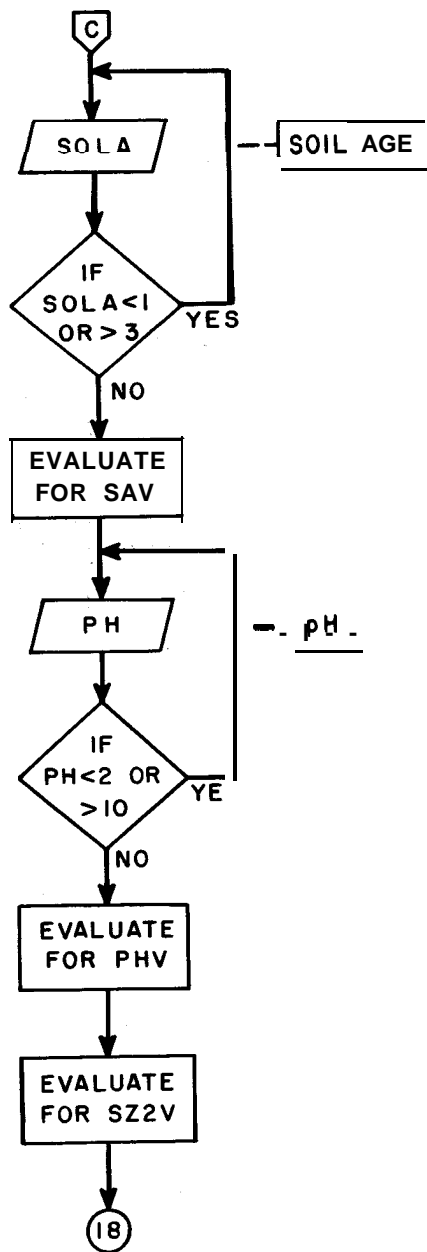 C
SOLA
SOIL AGE
IF
SOLA<1
OR>3
YES
NO
EVALUATE
FOR SAV
PH
pH
IF
PH<2 OR
>10
YE
NO
EVALUATE
FOR PHV
EVALUATE
FOR SZ2V
18